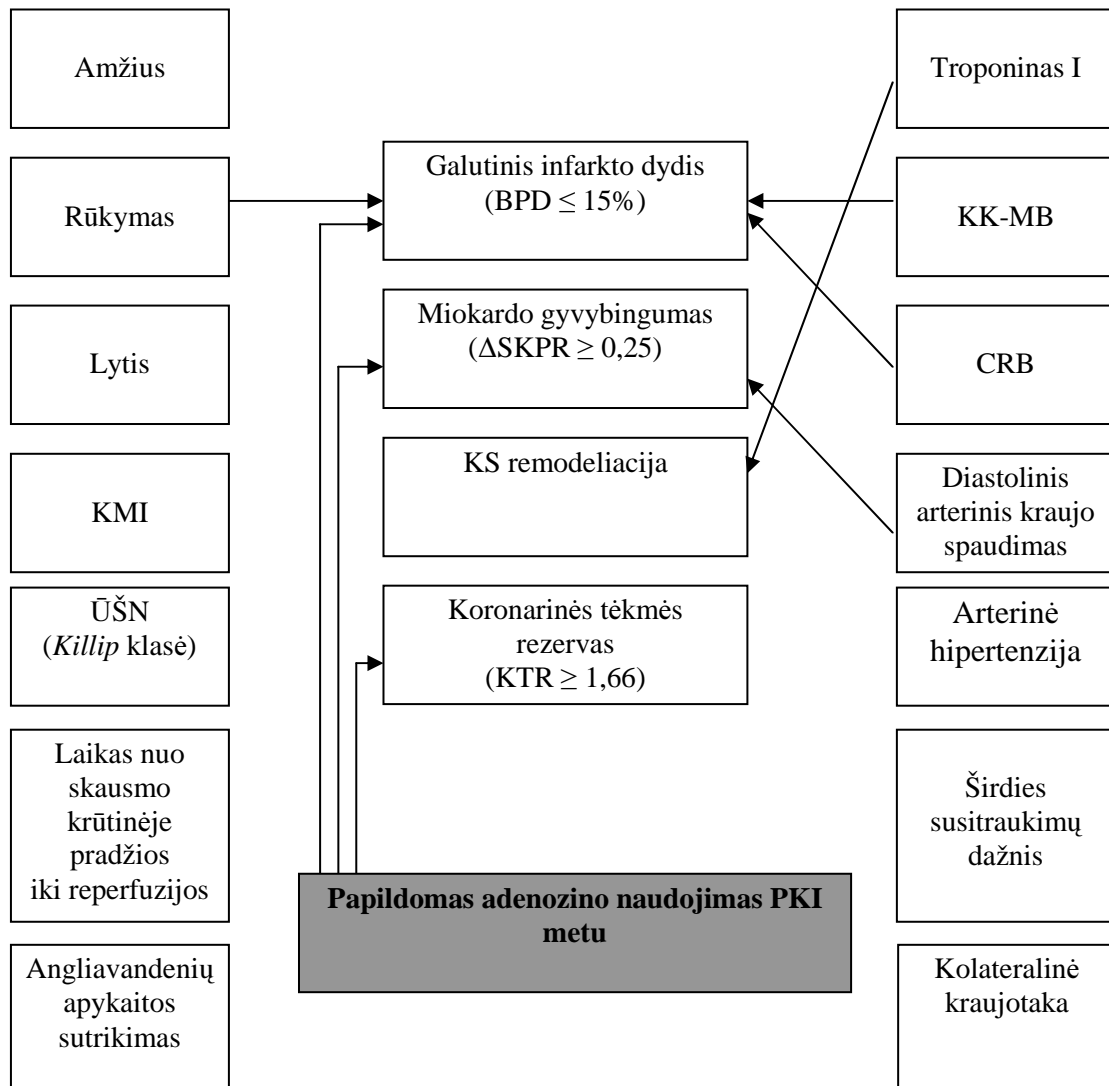 Amžius
Rūkymas
Lytis
KMI
ŪŠN
(Killip klasė)
Laikas nuo
skausmo
krūtinėje
pradžios
iki reperfuzijos
Angliavandenių
apykaitos
sutrikimas
Galutinis infarkto dydis
(BPD ≤ 15%)
Miokardo gyvybingumas
(ΔSKPR ≥ 0,25)
KS remodeliacija
Koronarinės tėkmės
rezervas
(KTR ≥ 1,66)
Papildomas adenozino naudojimas PKI
metu
Troponinas I
KK-MB
CRB
Diastolinis
arterinis kraujo
spaudimas
Arterinė
hipertenzija
Širdies
susitraukimų
dažnis
Kolateralinė
kraujotaka